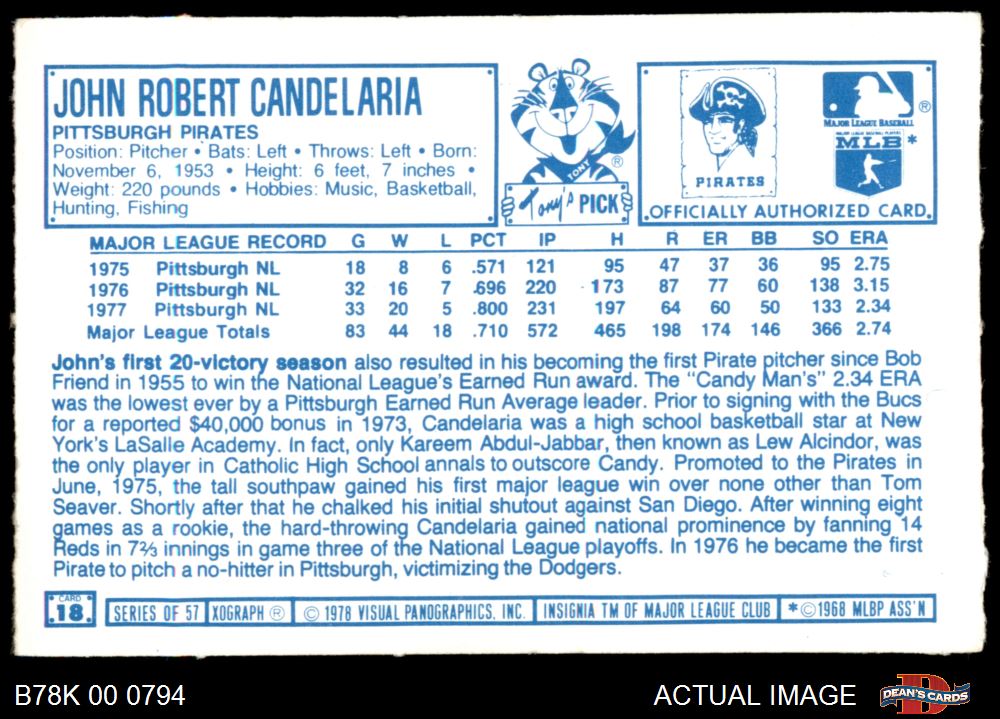 JOHN ROBERT CANDELARIA
PITTSBURGH PIRATES
Position: Pitcher • Bats: Left • Throws: Left • Born:
November 6, 1953 • Height: 6 feet, 7 inches •
Weight: 220 pounds • Hobbies: Music, Basketball,
Hunting, Fishing
TONY
®
Tony's PICK
PIRATES
®
MAJOR LEAGUE BASEBALL
MAJOR LEAGUE BASEBALL PLAYERS
MLB *
OFFICIALLY AUTHORIZED CARD
MAJOR LEAGUE RECORD G W L PCT IP H R ER BB SO ERA
1975 Pittsburgh NL 18 8 6 .571 121 95 47 37 36 95 2.75
1976 Pittsburgh NL 32 16 7 .696 220 173 87 77 60 138 3.15
1977 Pittsburgh NL 33 20 5 .800 231 197 64 60 50 133 2.34
Major League Totals 83 44 18 .710 572 465 198 174 146 366 2.74
John's first 20-victory season also resulted in his becoming the first Pirate pitcher since Bob
Friend in 1955 to win the National League's Earned Run award. The "Candy Man's" 2.34 ERA
was the lowest ever by a Pittsburgh Earned Run Average leader. Prior to signing with the Bucs
for a reported $40,000 bonus in 1973, Candelaria was a high school basketball star at New
York's LaSalle Academy. In fact, only Kareem Abdul-Jabbar, then known as Lew Alcindor, was
the only player in Catholic High School annals to outscore Candy. Promoted to the Pirates in
June, 1975, the tall southpaw gained his first major league win over none other than Tom
Seaver. Shortly after that he chalked his initial shutout against San Diego. After winning eight
games as a rookie, the hard-throwing Candelaria gained national prominence by fanning 14
Reds in 7⅔ innings in game three of the National League playoffs. In 1976 he became the first
Pirate to pitch a no-hitter in Pittsburgh, victimizing the Dodgers.
CARD
18
SERIES OF 57 XOGRAPH ® © 1978 VISUAL PANOGRAPHICS, INC. INSIGNIA TM OF MAJOR LEAGUE CLUB *©1968 MLBP ASS'N
B78K 00 0794
ACTUAL IMAGE
DEAN'S CARDS